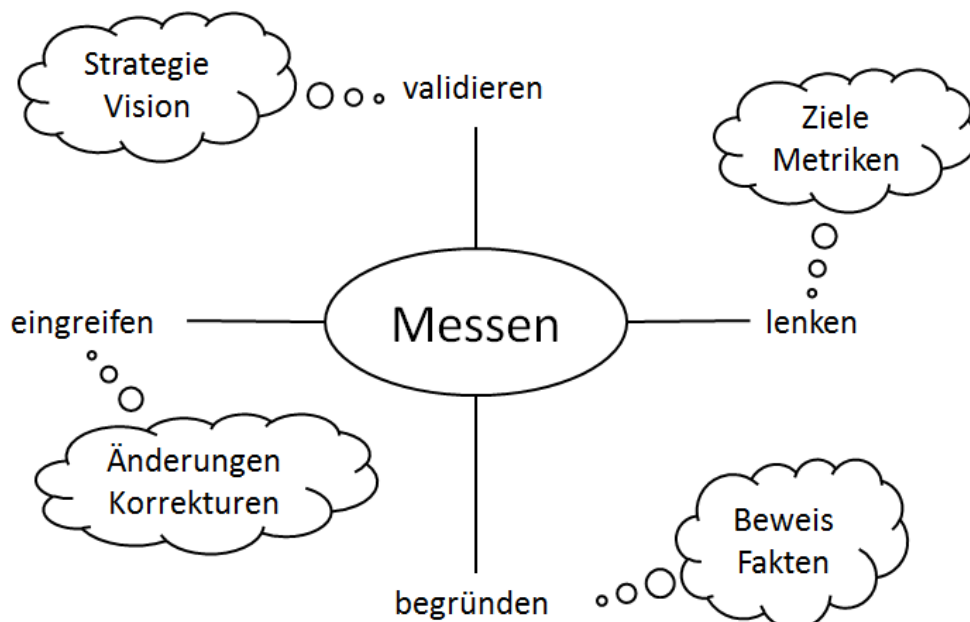 Strategie
Vision
validieren
Ziele
Metriken
eingreifen
Messen
lenken
Änderungen
Korrekturen
Beweis
Fakten
begründen